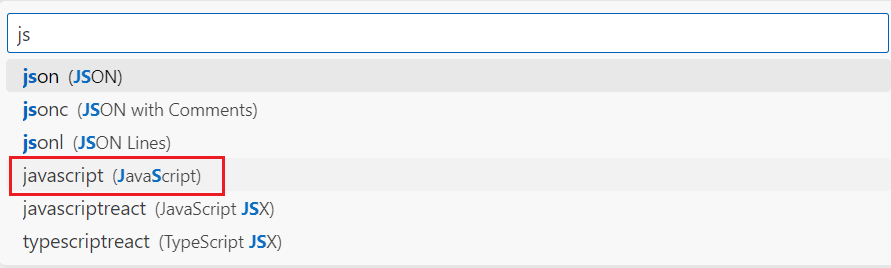 js
json (JSON)
jsonc (JSON with Comments)
jsonl (JSON Lines)
javascript (JavaScript)
javascriptreact (JavaScript JSX)
typescriptreact (TypeScript JSX)